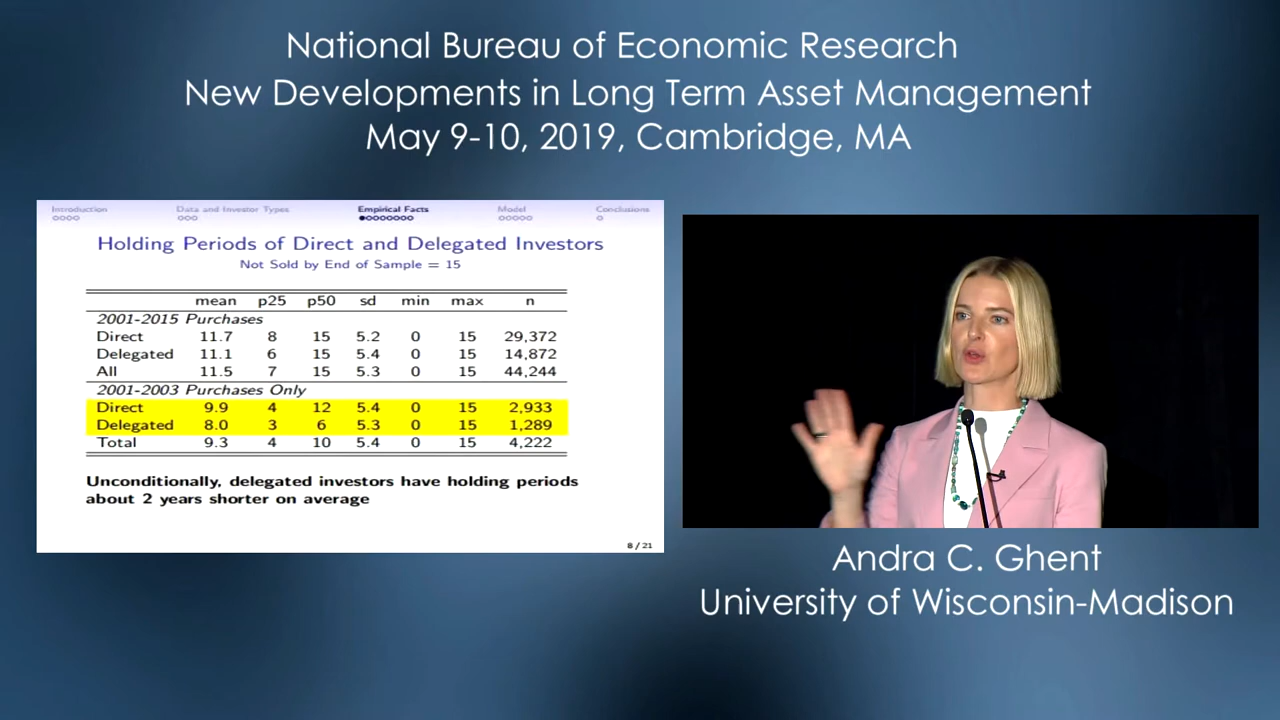 National Bureau of Economic Research
New Developments in Long Term Asset Management
May 9-10, 2019, Cambridge, MA
Introduction Data and Investor Types Empirical Facts Model Conclusions
Holding Periods of Direct and Delegated Investors
Not Sold by End of Sample = 15
mean p25 p50 sd min max n
2001-2015 Purchases
Direct 11.7 8 15 5.2 0 15 29,372
Delegated 11.1 6 15 5.4 0 15 14,872
All 11.5 7 15 5.3 0 15 44,244
2001-2003 Purchases Only
Direct 9.9 4 12 5.4 0 15 2,933
Delegated 8.0 3 6 5.3 0 15 1,289
Total 9.3 4 10 5.4 0 15 4,222
Unconditionally, delegated investors have holding periods
about 2 years shorter on average
8 / 21
Andra C. Ghent
University of Wisconsin-Madison